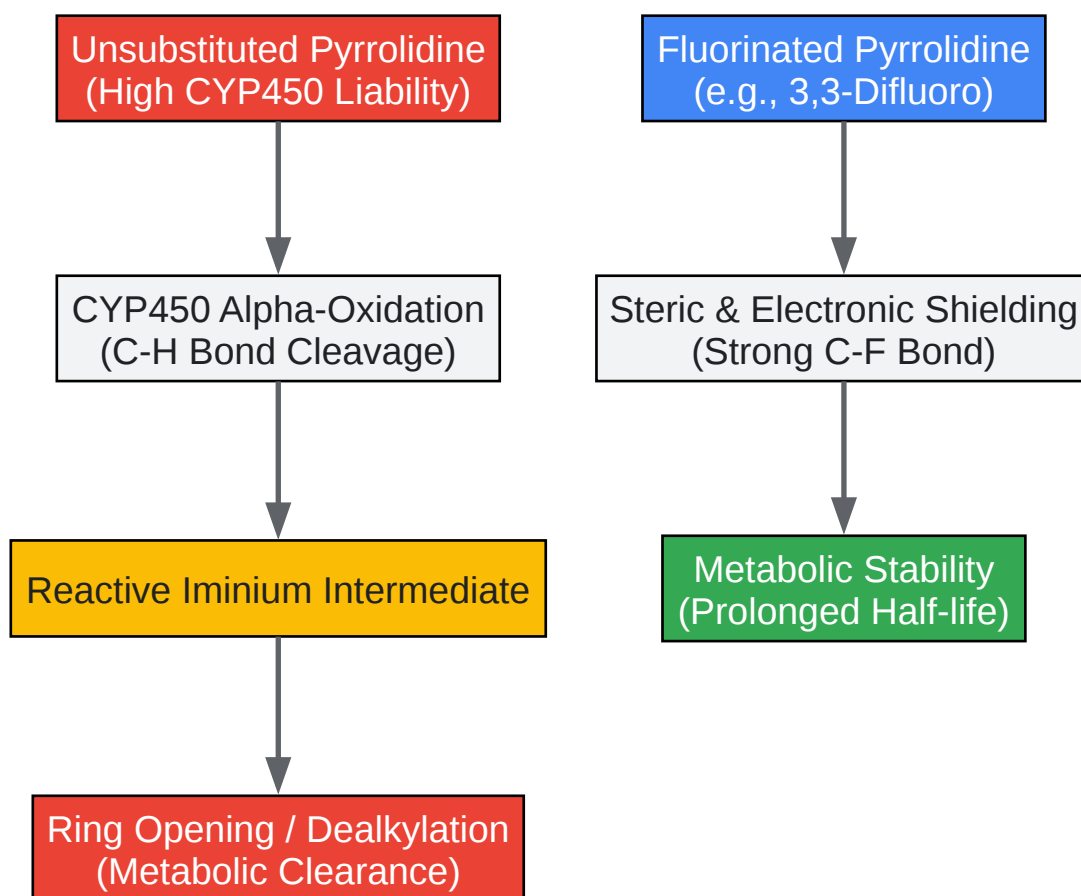 Unsubstituted Pyrrolidine
(High CYP450 Liability)
Fluorinated Pyrrolidine
(e.g., 3,3-Difluoro)
CYP450 Alpha-Oxidation
(C-H Bond Cleavage)
Steric & Electronic Shielding
(Strong C-F Bond)
Reactive Iminium Intermediate
Metabolic Stability
(Prolonged Half-life)
Ring Opening / Dealkylation
(Metabolic Clearance)